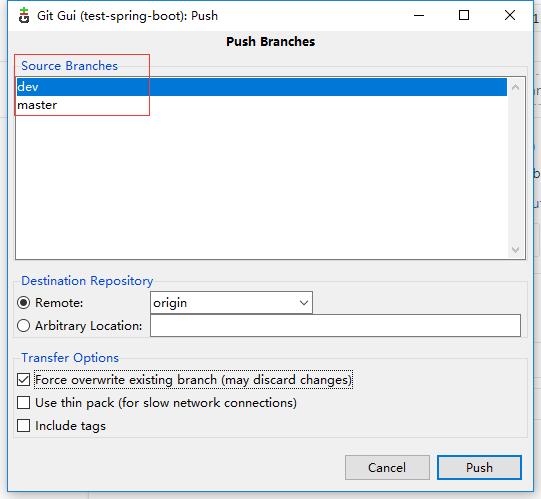 Git Gui (test-spring-boot): Push
Push Branches
Source Branches
dev
master
Destination Repository
Remote:
origin
Arbitrary Location:
Transfer Options
Force overwrite existing branch (may discard changes)
Use thin pack (for slow network connections)
Include tags
Cancel
Push